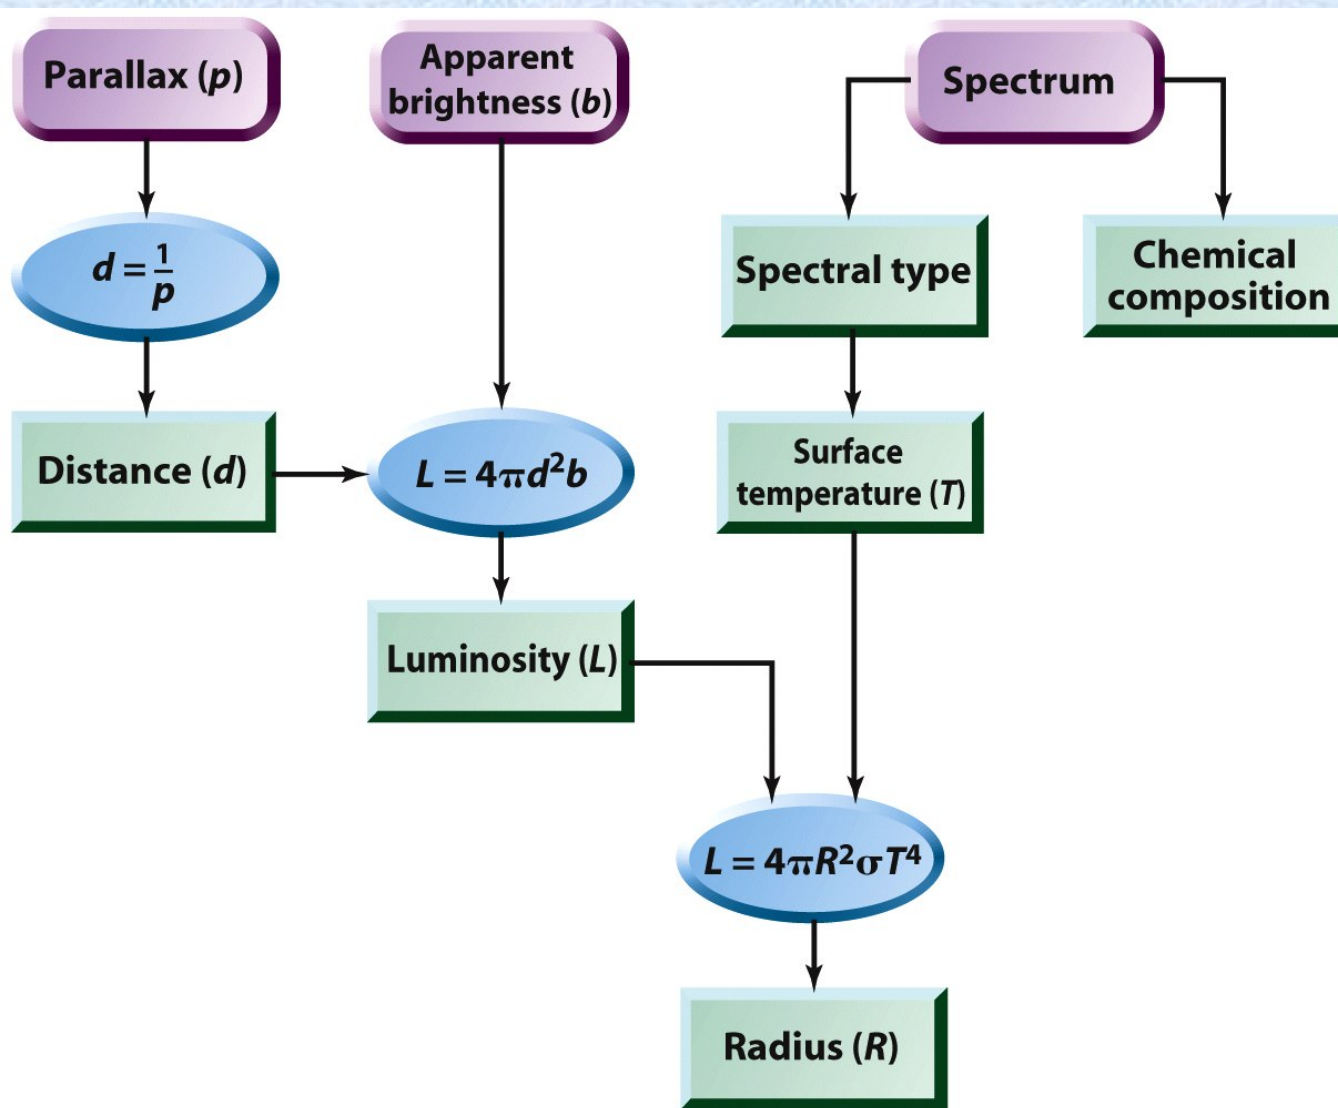 Parallax (p)
Apparent
brightness (b)
Spectrum
d = 1/p
Spectral type
Chemical
composition
Distance (d)
L = 4πd²b
Surface
temperature (T)
Luminosity (L)
L = 4πR²σT⁴
Radius (R)